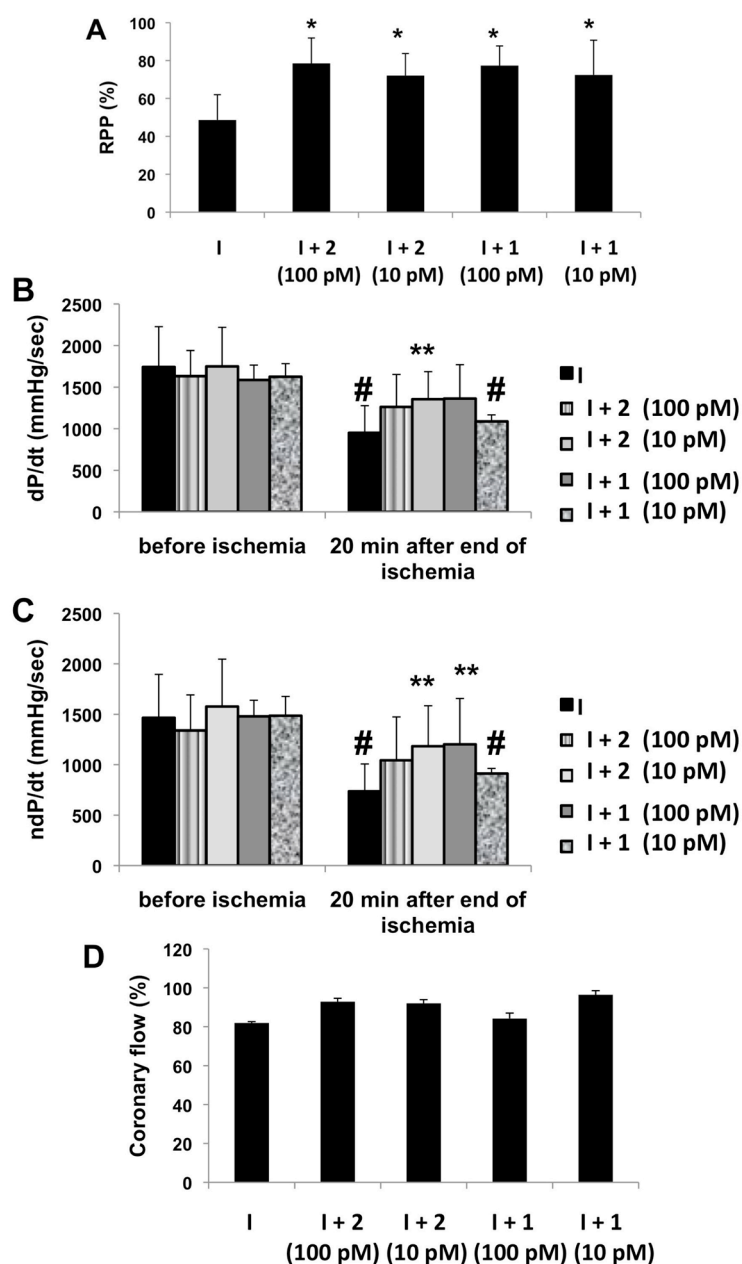 A
100
80
60
40
20
0
RPP (%)
* * * *
I
I + 2
(100 pM)
I + 2
(10 pM)
I + 1
(100 pM)
I + 1
(10 pM)
B
2500
2000
1500
1000
500
0
dP/dt (mmHg/sec)
# ** #
before ischemia
20 min after end of
ischemia
I
I + 2 (100 pM)
I + 2 (10 pM)
I + 1 (100 pM)
I + 1 (10 pM)
C
2500
2000
1500
1000
500
0
ndP/dt (mmHg/sec)
# ** ** #
before ischemia
20 min after end of
ischemia
I
I + 2 (100 pM)
I + 2 (10 pM)
I + 1 (100 pM)
I + 1 (10 pM)
D
120
100
80
60
40
20
0
Coronary flow (%)
I
I + 2
(100 pM)
I + 2
(10 pM)
I + 1
(100 pM)
I + 1
(10 pM)